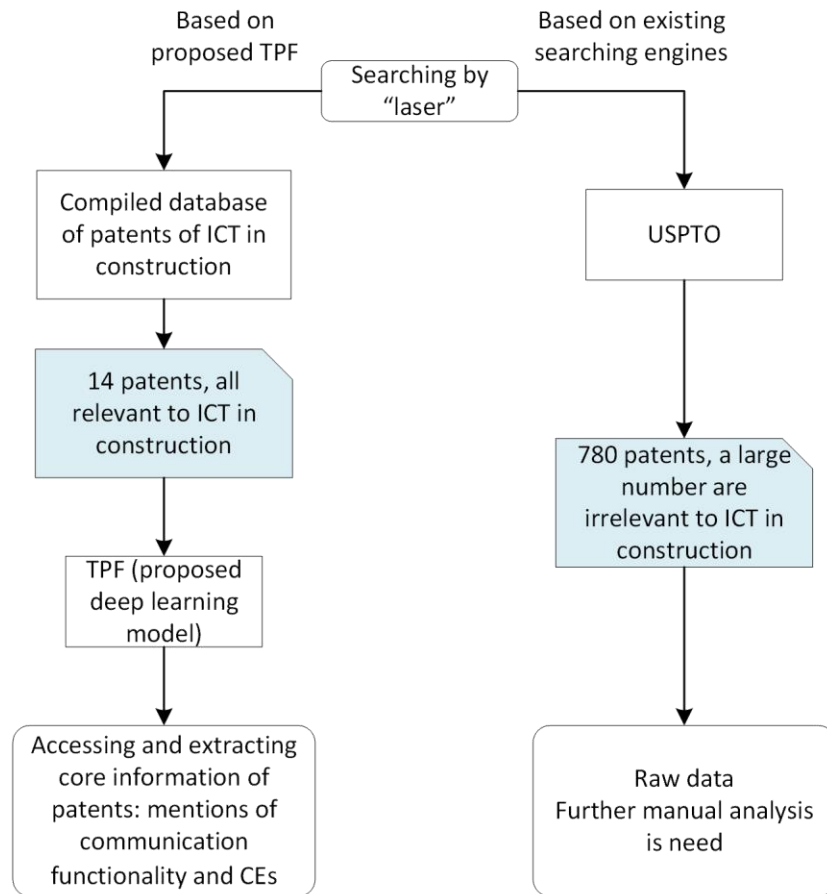 Based on
proposed TPF
Based on existing
searching engines
Searching by
“laser”
Compiled database
of patents of ICT in
construction
USPTO
14 patents, all
relevant to ICT in
construction
780 patents, a large
number are
irrelevant to ICT in
construction
TPF (proposed
deep learning
model)
Accessing and extracting
core information of
patents: mentions of
communication
functionality and CEs
Raw data
Further manual analysis
is need